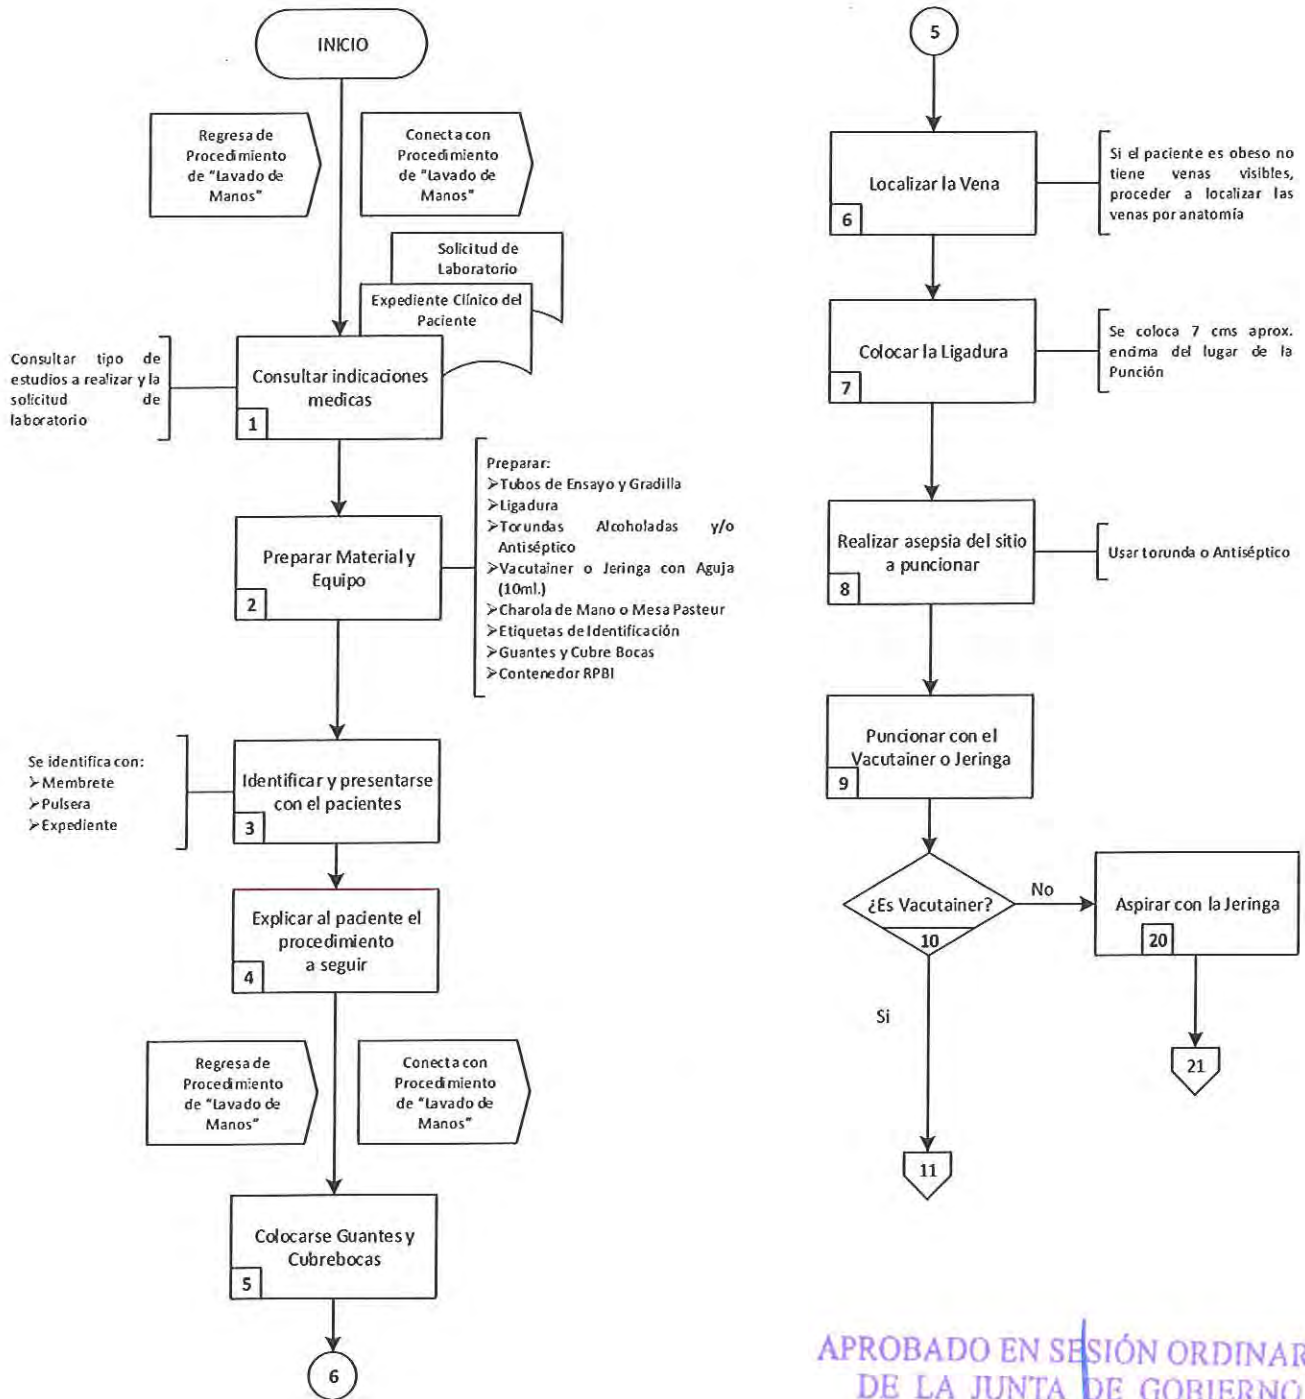 INICIO
Regresa de
Procedimiento
de "Lavado de
Manos"
Conecta con
Procedimiento
de "Lavado de
Manos"
Solicitud de
Laboratorio
Expediente Clínico del
Paciente
Consultar tipo de
estudios a realizar y la
solicitud de
laboratorio
Consultar indicaciones
medicas
1
Preparar Material y
Equipo
2
Preparar:
➢Tubos de Ensayo y Gradilla
➢Ligadura
➢Torundas Alcoholadas y/o
Antiséptico
➢Vacutainer o Jeringa con Aguja
(10ml.)
➢Charola de Mano o Mesa Pasteur
➢Etiquetas de Identificación
➢Guantes y Cubre Bocas
➢Contenedor RPBI
Se identifica con:
➢Membrete
➢Pulsera
➢Expediente
Identificar y presentarse
con el pacientes
3
Explicar al paciente el
procedimiento
a seguir
4
Regresa de
Procedimiento
de "Lavado de
Manos"
Conecta con
Procedimiento
de "Lavado de
Manos"
Colocarse Guantes y
Cubrebocas
5
6
5
Localizar la Vena
6
Si el paciente es obeso no
tiene venas visibles,
proceder a localizar las
venas por anatomía
Colocar la Ligadura
7
Se coloca 7 cms aprox.
encima del lugar de la
Punción
Realizar asepsia del sitio
a puncionar
8
Usar torunda o Antiséptico
Puncionar con el
Vacutainer o Jeringa
9
¿Es Vacutainer?
10
No
Aspirar con la Jeringa
20
21
Si
11
APROBADO EN SESIÓN ORDINAR
DE LA JUNTA DE GOBIERNO